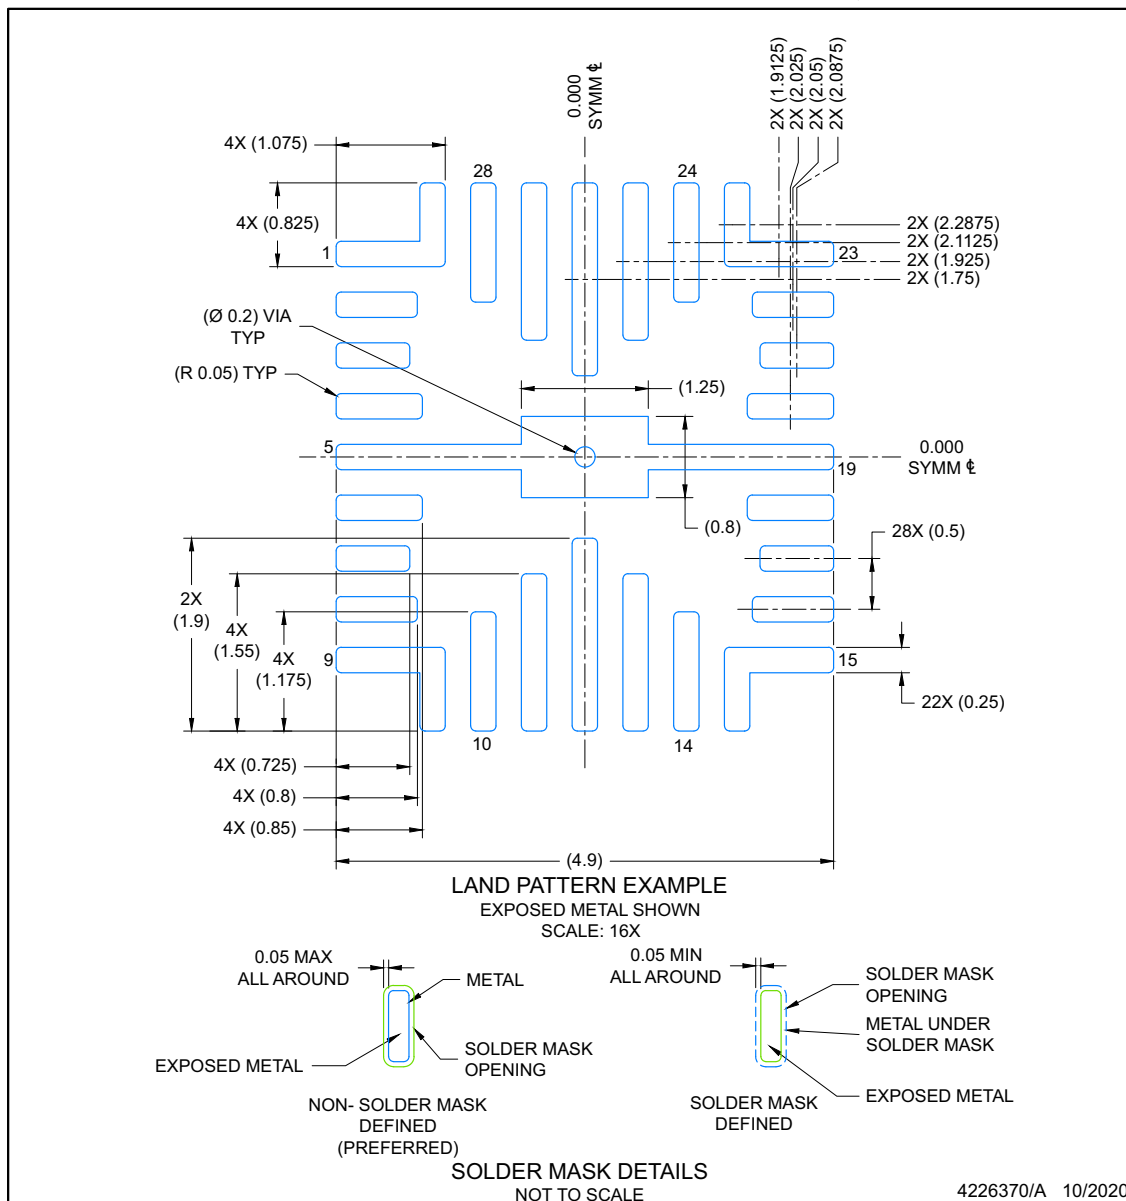 0.000
SYMM ℄
2X (1.9125)
2X (2.025)
2X (2.05)
2X (2.0875)
4X (1.075)
28
24
4X (0.825)
2X (2.2875)
1
23
2X (2.1125)
2X (1.925)
2X (1.75)
(Ø 0.2) VIA
TYP
(R 0.05) TYP
(1.25)
5
0.000
SYMM ℄
19
(0.8)
28X (0.5)
2X
(1.9)
4X
(1.55)
4X
(1.175)
9
15
22X (0.25)
10
14
4X (0.725)
4X (0.8)
4X (0.85)
(4.9)
LAND PATTERN EXAMPLE
EXPOSED METAL SHOWN
SCALE: 16X
0.05 MAX
ALL AROUND
METAL
EXPOSED METAL
SOLDER MASK
OPENING
NON- SOLDER MASK
DEFINED
(PREFERRED)
0.05 MIN
ALL AROUND
SOLDER MASK
OPENING
METAL UNDER
SOLDER MASK
EXPOSED METAL
SOLDER MASK
DEFINED
SOLDER MASK DETAILS
NOT TO SCALE
4226370/A 10/2020